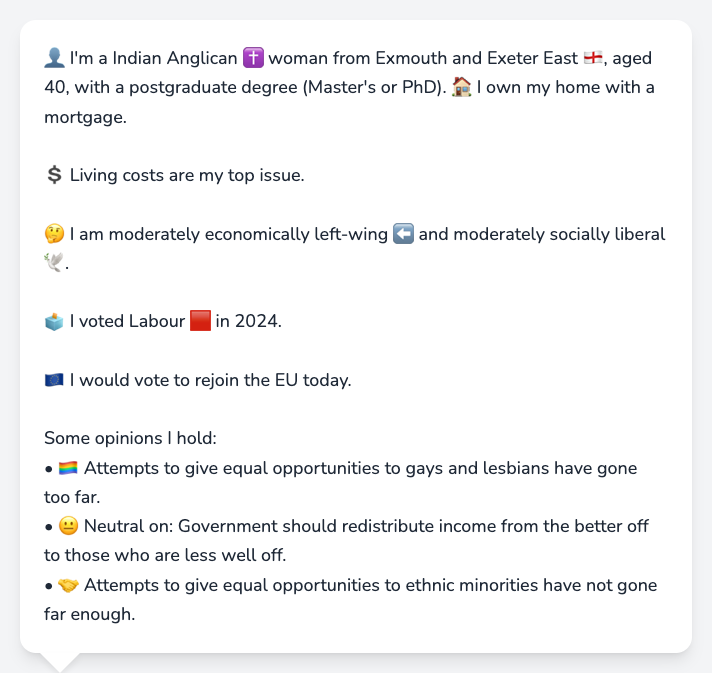 👤 I'm a Indian Anglican ✝️ woman from Exmouth and Exeter East 🏴󠁧󠁢󠁥󠁮󠁧󠁿, aged
40, with a postgraduate degree (Master's or PhD). 🏠 I own my home with a
mortgage.
💲 Living costs are my top issue.
🤔 I am moderately economically left-wing ⬅️ and moderately socially liberal
🕊️.
🗳️ I voted Labour 🟥 in 2024.
🇪🇺 I would vote to rejoin the EU today.
Some opinions I hold:
• 🏳️‍🌈 Attempts to give equal opportunities to gays and lesbians have gone
too far.
• 😐 Neutral on: Government should redistribute income from the better off
to those who are less well off.
• 🤝 Attempts to give equal opportunities to ethnic minorities have not gone
far enough.